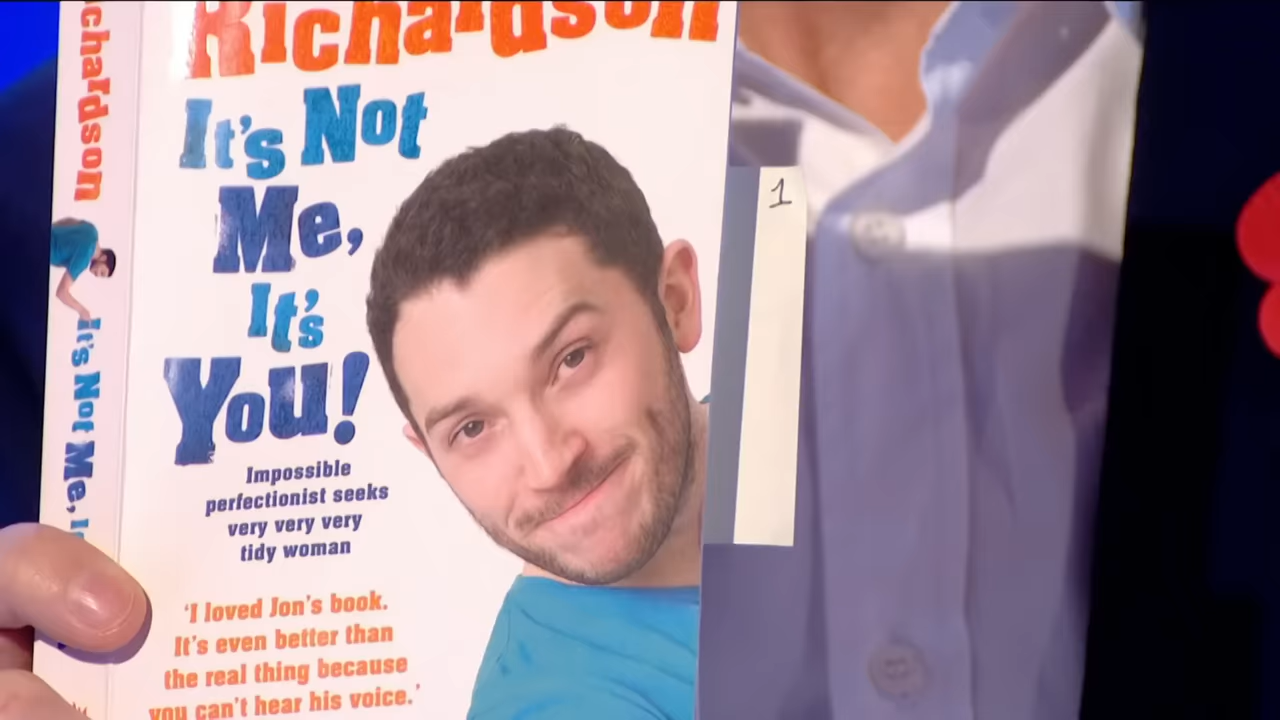 Richardson
It's Not
Me,
It's
You!
Impossible
perfectionist seeks
very very very
tidy woman
'I loved Jon's book.
It's even better than
the real thing because
you can't hear his voice.'
chardson
It's Not Me,
1